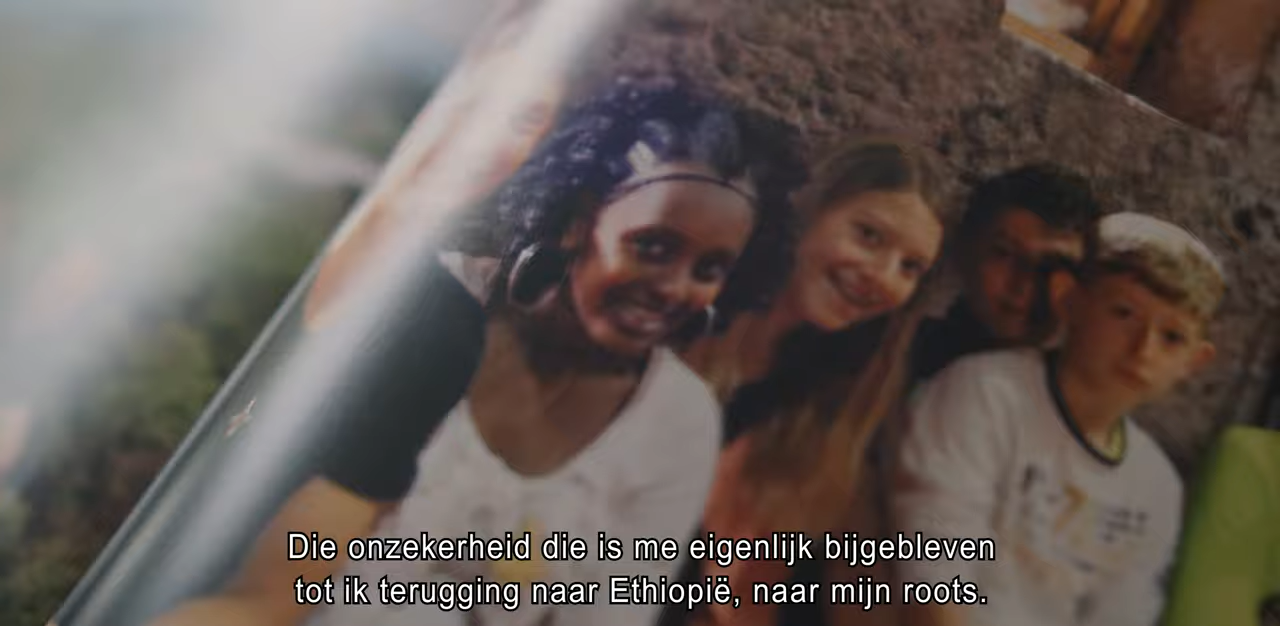 Die onzekerheid die is me eigenlijk bijgebleven
tot ik terugging naar Ethiopië, naar mijn roots.